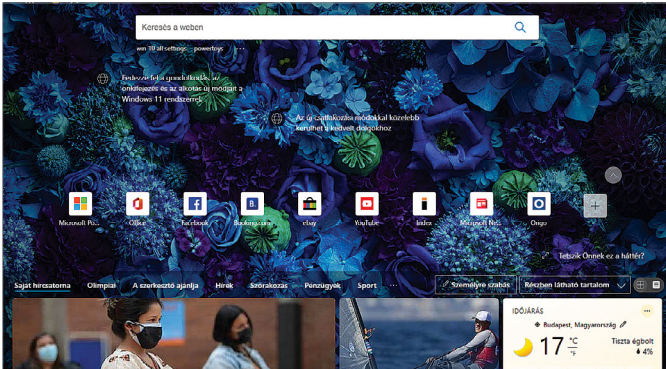 Keresés a weben
win 10 all settings powertoys ...
Fedezze fel a gondolkodás, az
önkifejezés és az alkotás új módjait a
Windows 11 rendszerrel.
Az új csatlakozási módokkal közelebb
kerülhet a kedvelt dolgokhoz
Microsoft Po...
Office
Facebook
Booking.com
ebay
YouTube
Index
Microsoft Ne...
Origo
Tetszik Önnek ez a háttér?
Saját hírcsatorna Olimpiai A szerkesztő ajánlja Hírek Szórakozás Pénzügyek Sport ...
Személyre szabás
Részben látható tartalom
IDŐJÁRÁS ...
Budapest, Magyarország
17 °C
°F
Tiszta égbolt
4%